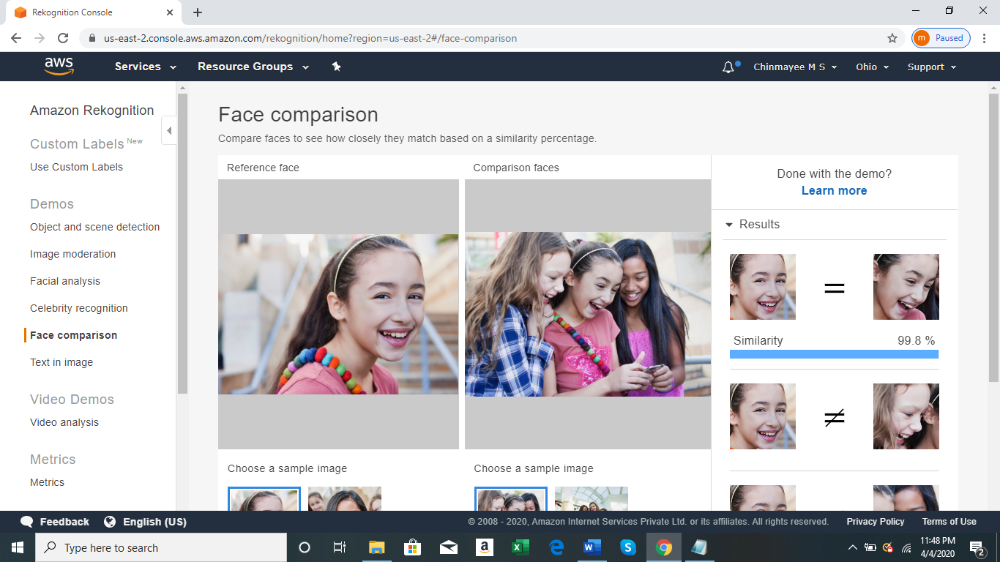 Rekognition Console
us-east-2.console.aws.amazon.com/rekognition/home?region=us-east-2#/face-comparison
m Paused
aws Services Resource Groups Chinmayee M S Ohio Support
Amazon Rekognition
Custom Labels New
Use Custom Labels
Demos
Object and scene detection
Image moderation
Facial analysis
Celebrity recognition
Face comparison
Text in image
Video Demos
Video analysis
Metrics
Metrics
Face comparison
Compare faces to see how closely they match based on a similarity percentage.
Reference face
Comparison faces
Choose a sample image
Choose a sample image
Done with the demo?
Learn more
Results
=
Similarity 99.8 %
≠
Feedback English (US) © 2008 - 2020, Amazon Internet Services Private Ltd. or its affiliates. All rights reserved. Privacy Policy Terms of Use
Type here to search
11:48 PM
4/4/2020
2